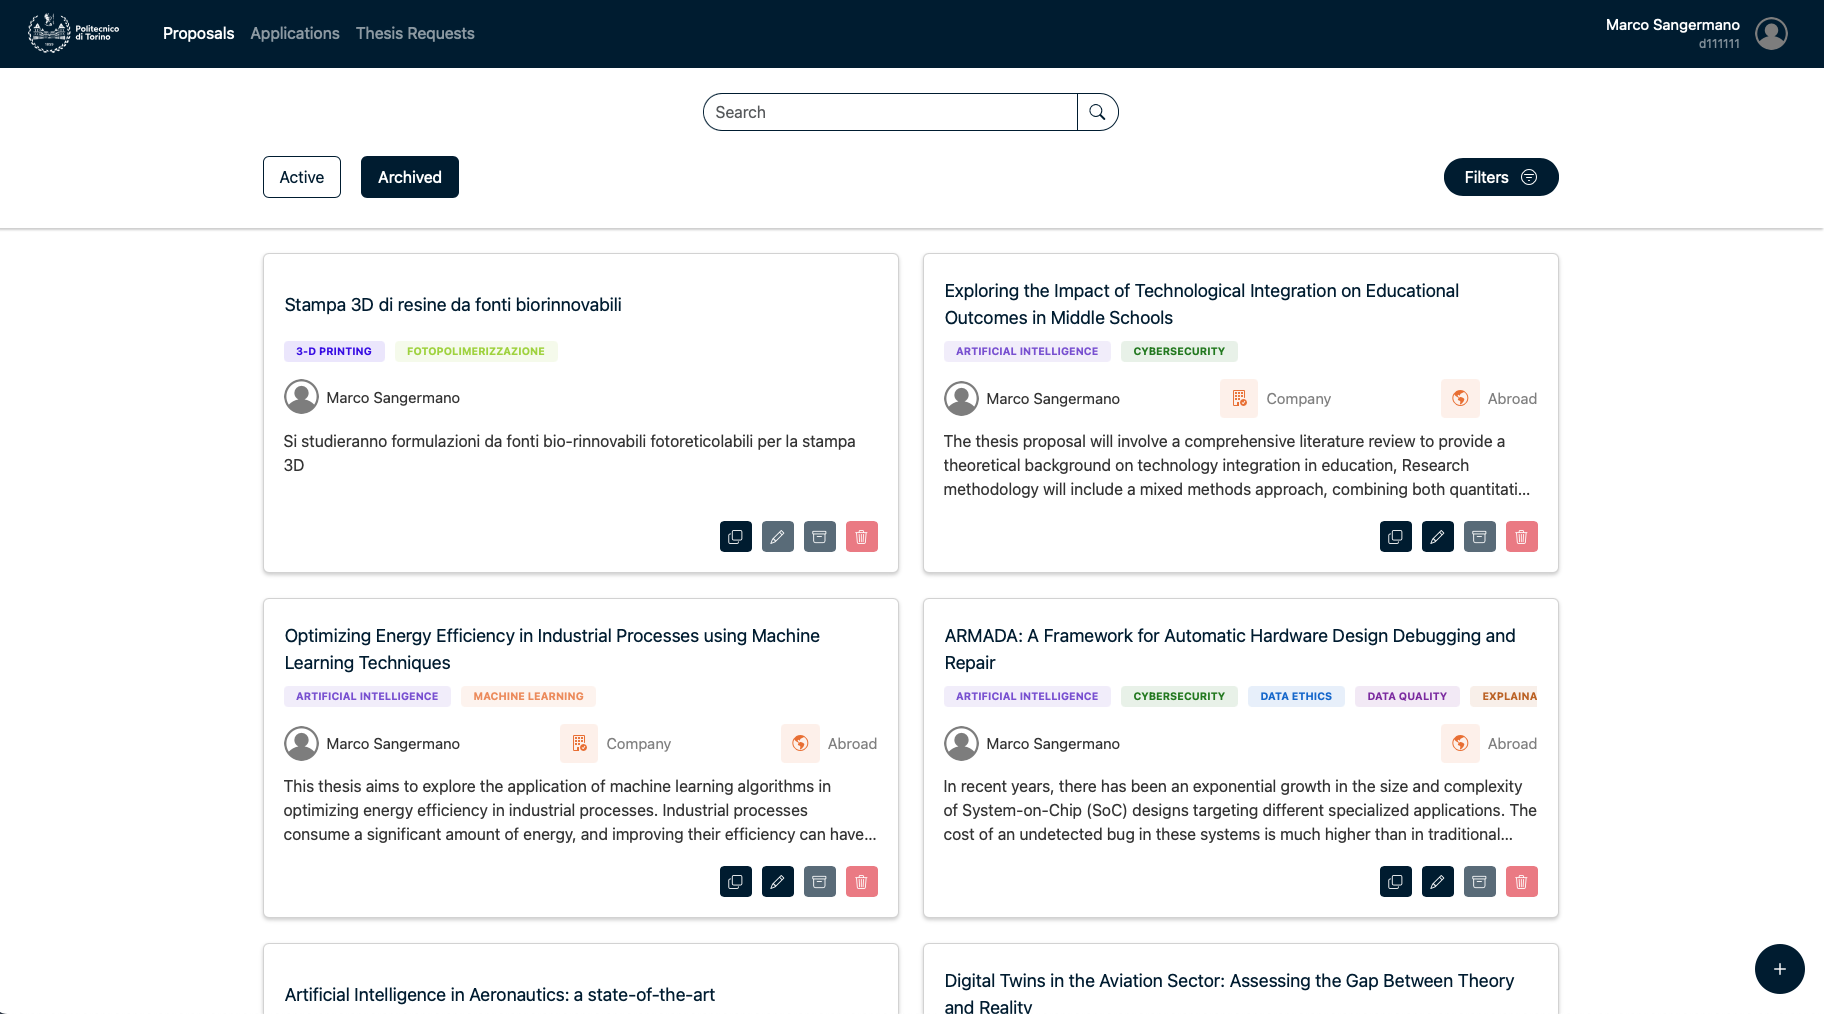 Politecnico
di Torino
1859
Proposals
Applications
Thesis Requests
Marco Sangermano
d111111
Search
Active
Archived
Filters
Stampa 3D di resine da fonti biorinnovabili
3-D PRINTING
FOTOPOLIMERIZZAZIONE
Marco Sangermano
Si studieranno formulazioni da fonti bio-rinnovabili fotoreticolabili per la stampa
3D
Exploring the Impact of Technological Integration on Educational
Outcomes in Middle Schools
ARTIFICIAL INTELLIGENCE
CYBERSECURITY
Marco Sangermano
Company
Abroad
The thesis proposal will involve a comprehensive literature review to provide a
theoretical background on technology integration in education, Research
methodology will include a mixed methods approach, combining both quantitati...
Optimizing Energy Efficiency in Industrial Processes using Machine
Learning Techniques
ARTIFICIAL INTELLIGENCE
MACHINE LEARNING
Marco Sangermano
Company
Abroad
This thesis aims to explore the application of machine learning algorithms in
optimizing energy efficiency in industrial processes. Industrial processes
consume a significant amount of energy, and improving their efficiency can have...
ARMADA: A Framework for Automatic Hardware Design Debugging and
Repair
ARTIFICIAL INTELLIGENCE
CYBERSECURITY
DATA ETHICS
DATA QUALITY
EXPLAINA
Marco Sangermano
Abroad
In recent years, there has been an exponential growth in the size and complexity
of System-on-Chip (SoC) designs targeting different specialized applications. The
cost of an undetected bug in these systems is much higher than in traditional...
Artificial Intelligence in Aeronautics: a state-of-the-art
Digital Twins in the Aviation Sector: Assessing the Gap Between Theory
and Reality